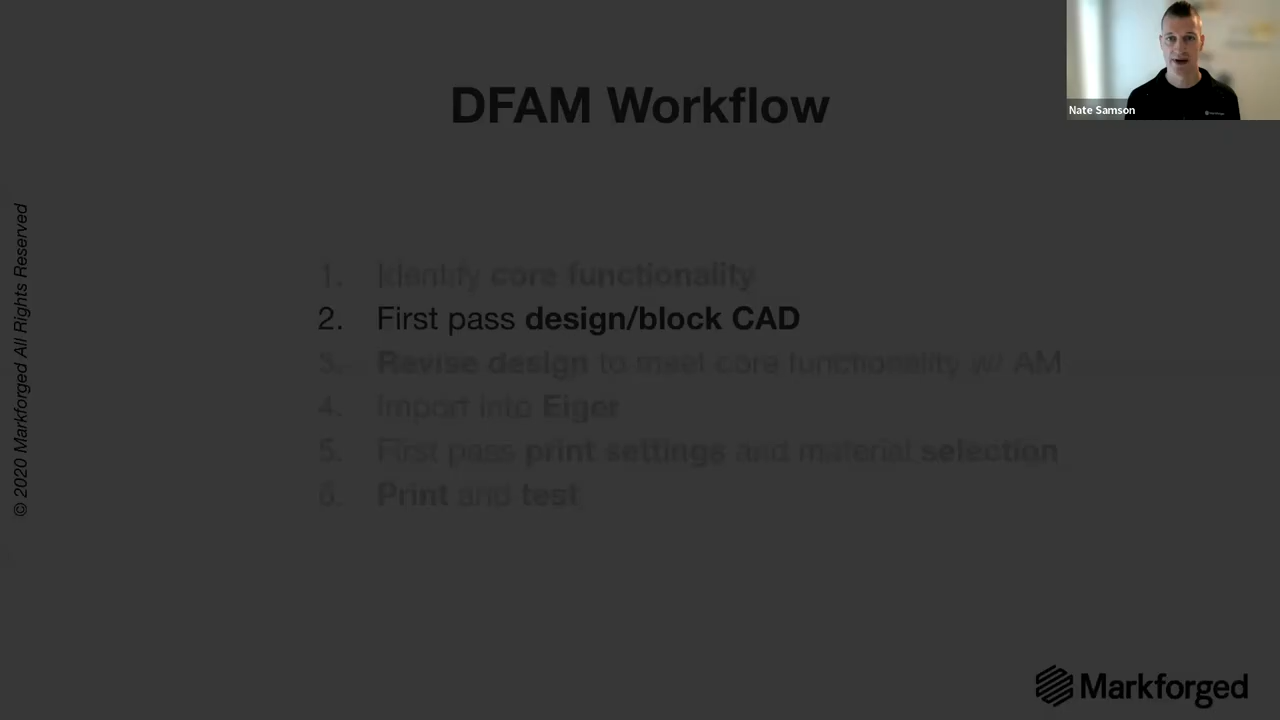 DFAM Workflow
Nate Samson
© 2020 Markforged All Rights Reserved
1. Identify core functionality
2. First pass design/block CAD
3. Revise design to meet core functionality w/ AM
4. Import into Eiger
5. First pass print settings and material selection
6. Print and test
Markforged